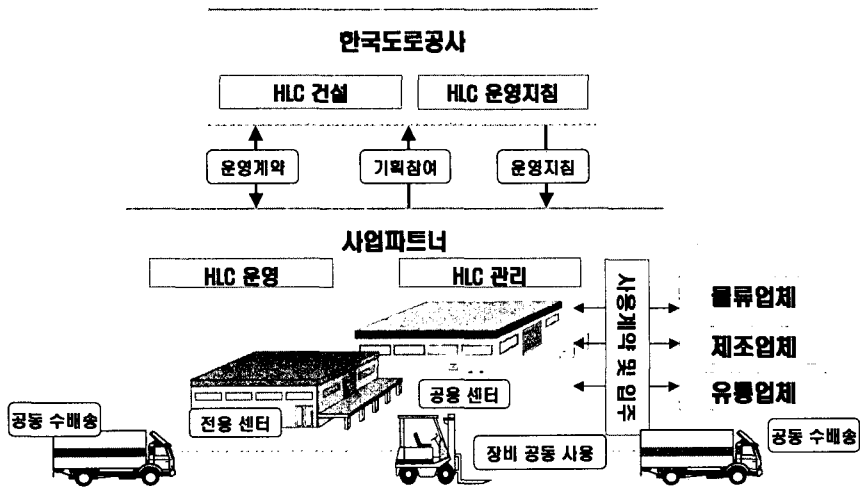 한국도로공사
HLC 건설
HLC 운영지침
운영계약
기획참여
운영지침
사업파트너
HLC 운영
HLC 관리
사용계약 및 입주
물류업체
제조업체
유통업체
공용 센터
전용 센터
공동 수배송
장비 공동 사용
공동 수배송